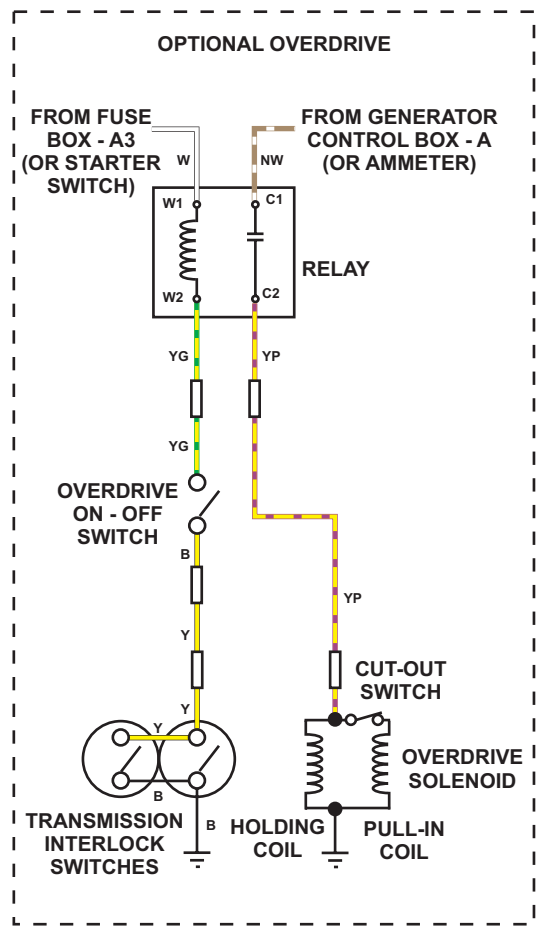 OPTIONAL OVERDRIVE
FROM FUSE
BOX - A3
(OR STARTER
SWITCH)
FROM GENERATOR
CONTROL BOX - A
(OR AMMETER)
W
NW
W1
C1
RELAY
W2
C2
YG
YP
YG
OVERDRIVE
ON - OFF
SWITCH
B
YP
Y
CUT-OUT
SWITCH
Y
Y
OVERDRIVE
SOLENOID
B
TRANSMISSION
INTERLOCK
SWITCHES
B
HOLDING
COIL
PULL-IN
COIL